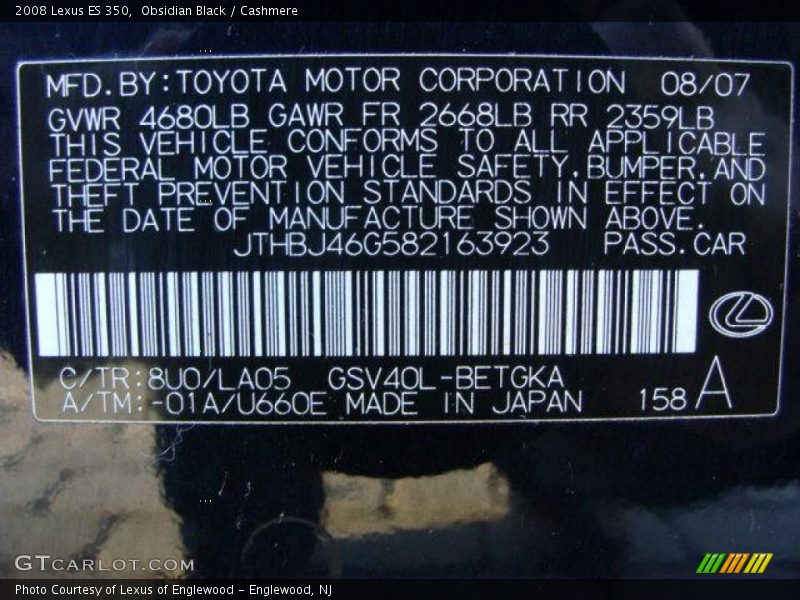 2008 Lexus ES 350, Obsidian Black / Cashmere
MFD.BY:TOYOTA MOTOR CORPORATION 08/07
GVWR 4680LB GAWR FR 2668LB RR 2359LB
THIS VEHICLE CONFORMS TO ALL APPLICABLE
FEDERAL MOTOR VEHICLE SAFETY,BUMPER,AND
THEFT PREVENTION STANDARDS IN EFFECT ON
THE DATE OF MANUFACTURE SHOWN ABOVE.
JTHBJ46G582163923 PASS.CAR
C/TR:8U0/LA05 GSV40L-BETGKA
A/TM:-01A/U660E MADE IN JAPAN 158 A
GTCARLOT.COM
Photo Courtesy of Lexus of Englewood - Englewood, NJ